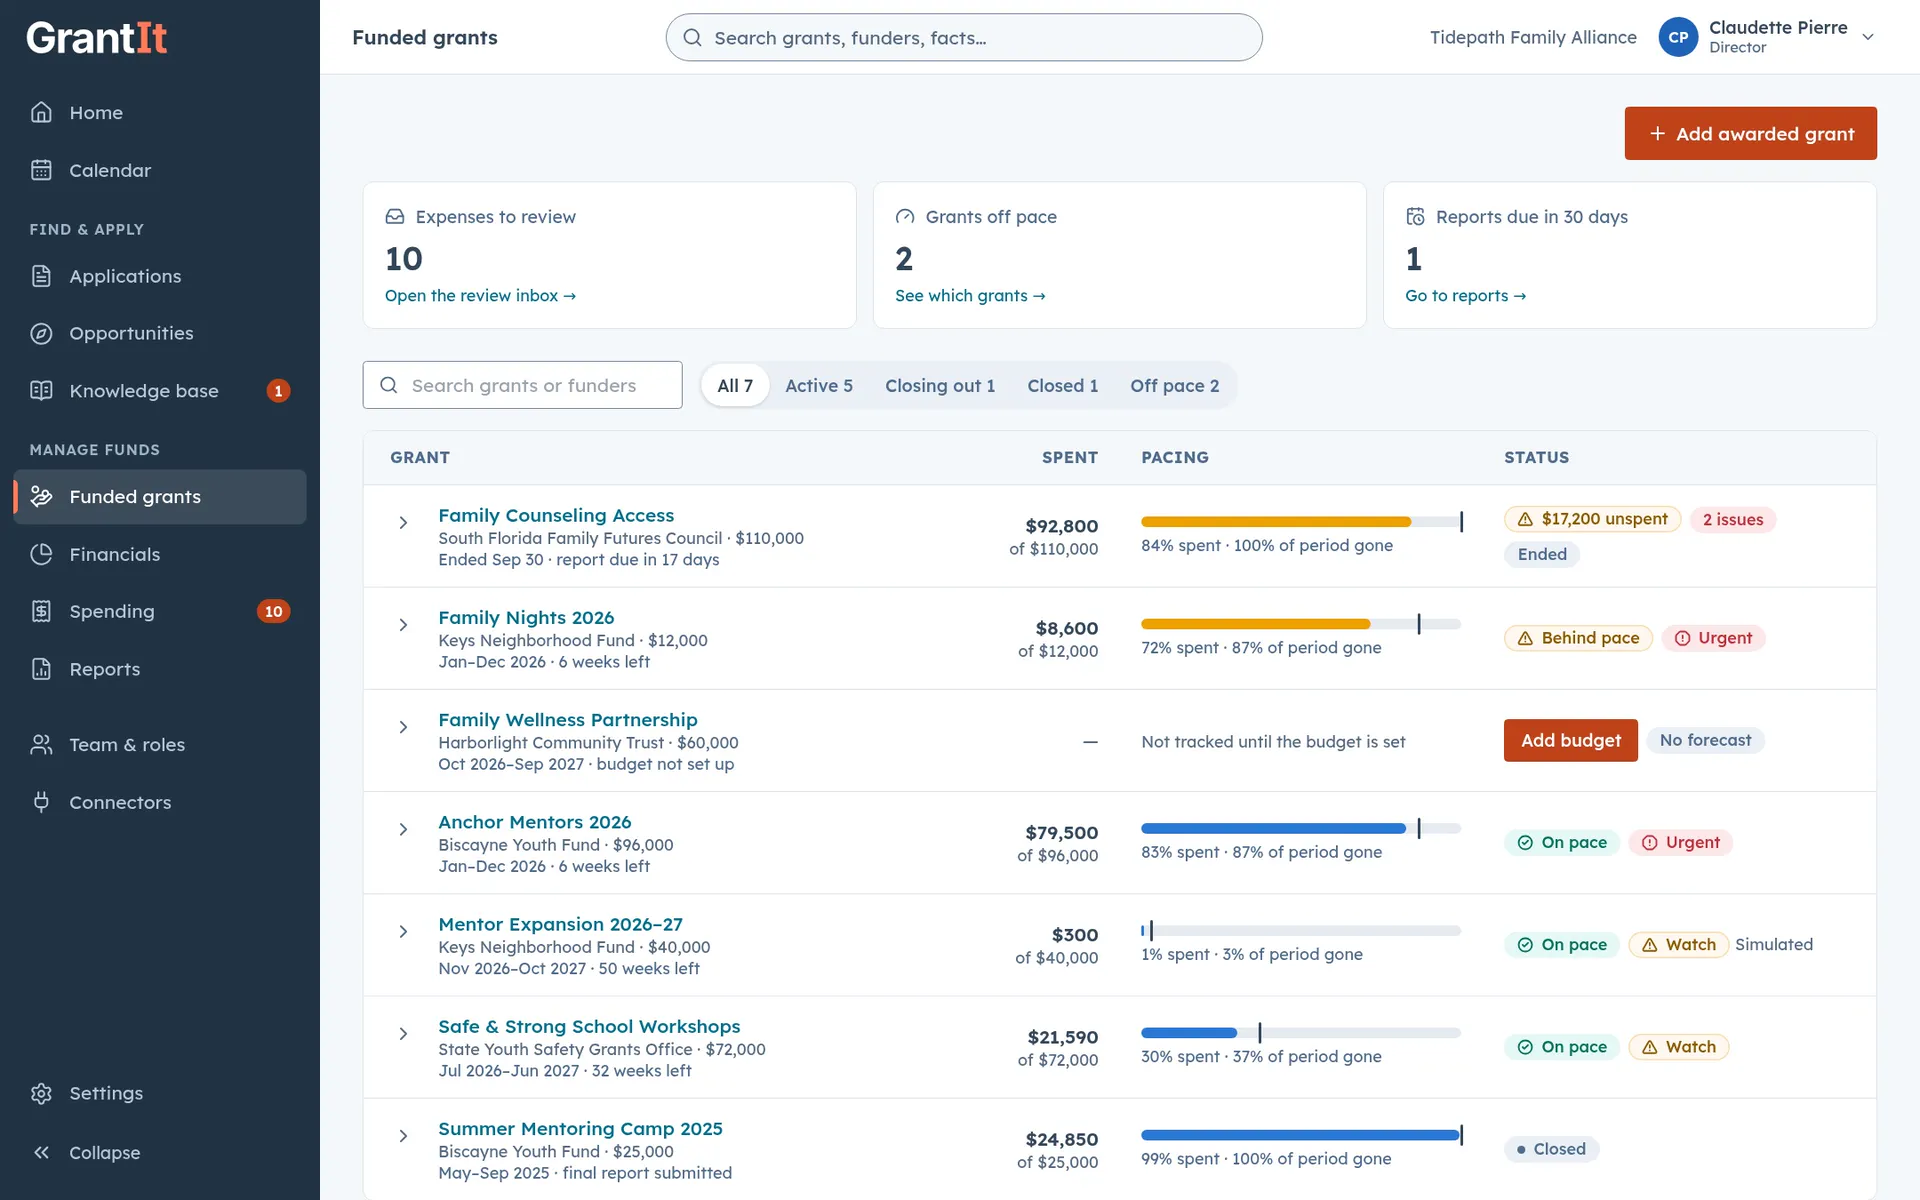 GrantIt
Funded grants
Search grants, funders, facts...
Tidepath Family Alliance
CP
Claudette Pierre
Director
Home
Calendar
FIND & APPLY
Applications
Opportunities
Knowledge base
1
MANAGE FUNDS
Funded grants
Financials
Spending
10
Reports
Team & roles
Connectors
Settings
Collapse
+ Add awarded grant
Expenses to review
10
Open the review inbox →
Grants off pace
2
See which grants →
Reports due in 30 days
1
Go to reports →
Search grants or funders
All 7
Active 5
Closing out 1
Closed 1
Off pace 2
GRANT
SPENT
PACING
STATUS
Family Counseling Access
South Florida Family Futures Council · $110,000
Ended Sep 30 · report due in 17 days
$92,800
of $110,000
84% spent · 100% of period gone
$17,200 unspent
2 issues
Ended
Family Nights 2026
Keys Neighborhood Fund · $12,000
Jan–Dec 2026 · 6 weeks left
$8,600
of $12,000
72% spent · 87% of period gone
Behind pace
Urgent
Family Wellness Partnership
Harborlight Community Trust · $60,000
Oct 2026–Sep 2027 · budget not set up
—
Not tracked until the budget is set
Add budget
No forecast
Anchor Mentors 2026
Biscayne Youth Fund · $96,000
Jan–Dec 2026 · 6 weeks left
$79,500
of $96,000
83% spent · 87% of period gone
On pace
Urgent
Mentor Expansion 2026–27
Keys Neighborhood Fund · $40,000
Nov 2026–Oct 2027 · 50 weeks left
$300
of $40,000
1% spent · 3% of period gone
On pace
Watch
Simulated
Safe & Strong School Workshops
State Youth Safety Grants Office · $72,000
Jul 2026–Jun 2027 · 32 weeks left
$21,590
of $72,000
30% spent · 37% of period gone
On pace
Watch
Summer Mentoring Camp 2025
Biscayne Youth Fund · $25,000
May–Sep 2025 · final report submitted
$24,850
of $25,000
99% spent · 100% of period gone
Closed